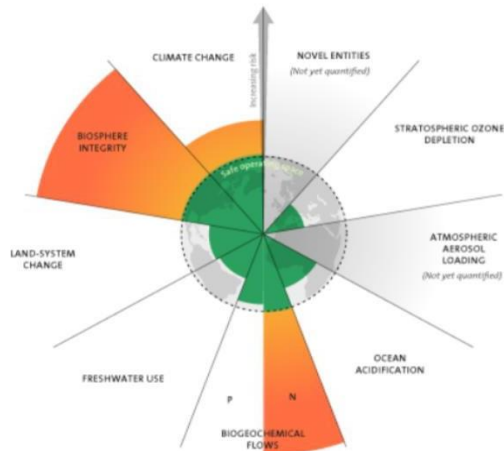 CLIMATE CHANGE
NOVEL ENTITIES
(Not yet quantified)
Increasing risk
BIOSPHERE
INTEGRITY
STRATOSPHERIC OZONE
DEPLETION
Safe operating space
LAND-SYSTEM
CHANGE
ATMOSPHERIC
AEROSOL
LOADING
(Not yet quantified)
FRESHWATER USE
OCEAN
ACIDIFICATION
P
N
BIOGEOCHEMICAL
FLOWS